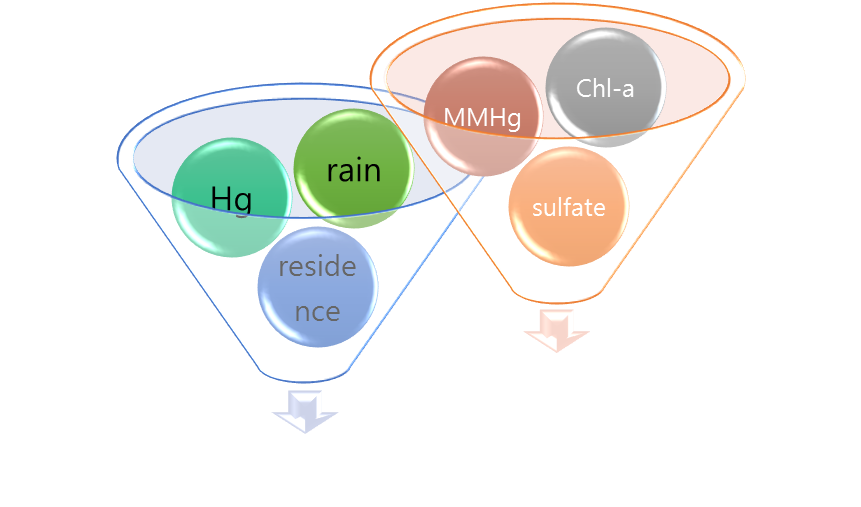 Hg
rain
reside
nce
MMHg
Chl-a
sulfate